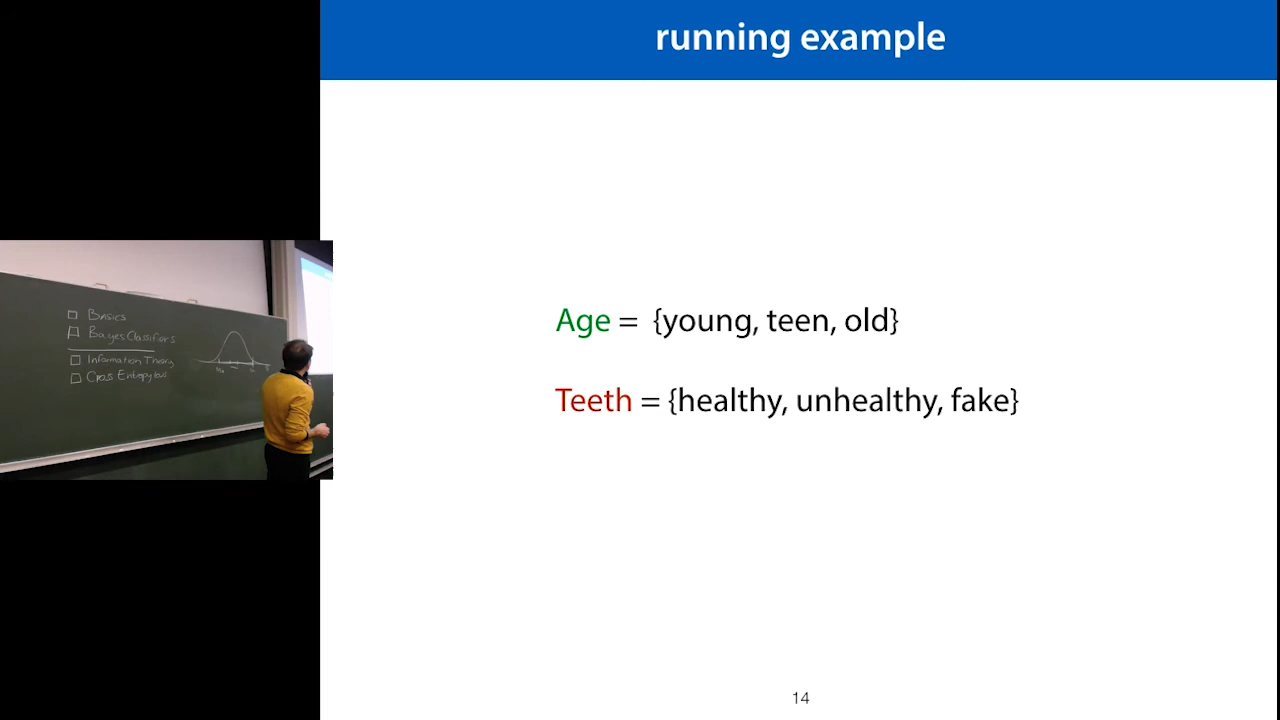 running example
Age = {young, teen, old}
Teeth = {healthy, unhealthy, fake}
14
Basics
Bayes Classifiers
Information Theory
Cross Entropy